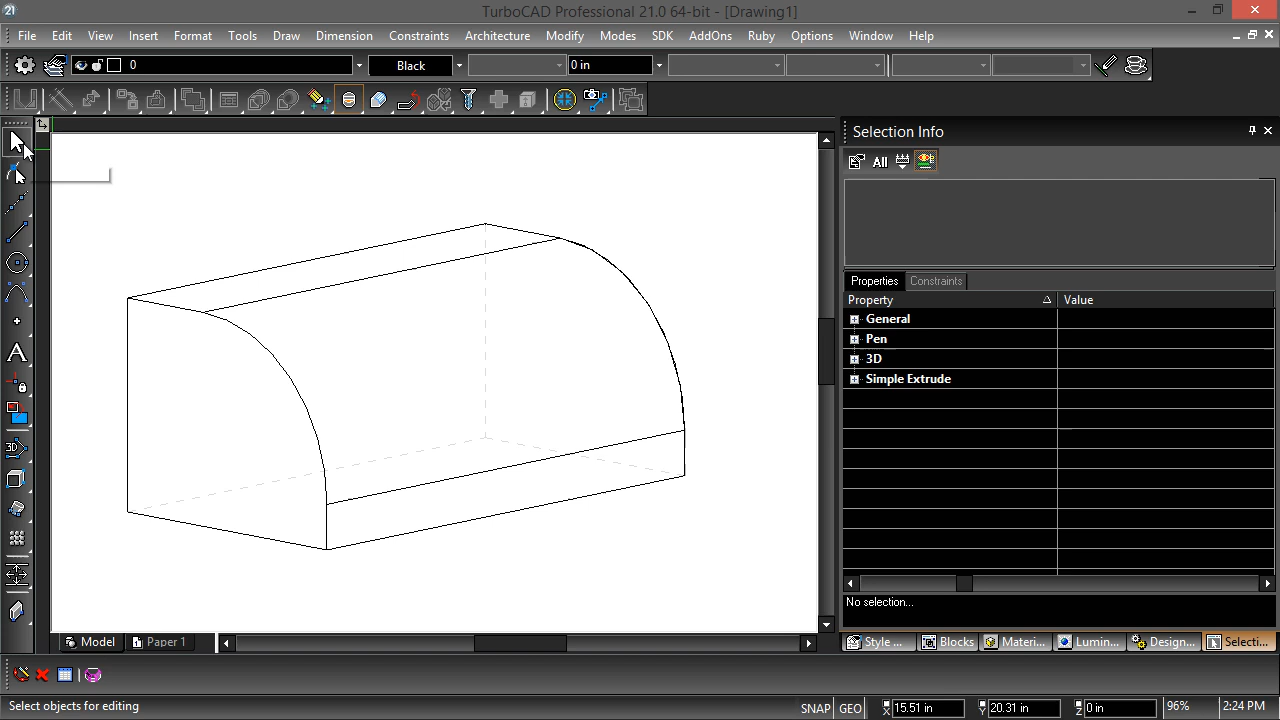 21 TurboCAD Professional 21.0 64-bit - [Drawing1]
File Edit View Insert Format Tools Draw Dimension Constraints Architecture Modify Modes SDK AddOns Ruby Options Window Help
0 Black 0 in
Selection Info
All
Properties Constraints
Property Value
General
Pen
3D
Simple Extrude
3D
No selection...
Model Paper 1
Style ... Blocks Materi... Lumin... Design... Selecti...
Select objects for editing SNAP GEO X 15.51 in Y 20.31 in Z 0 in 96% 2:24 PM